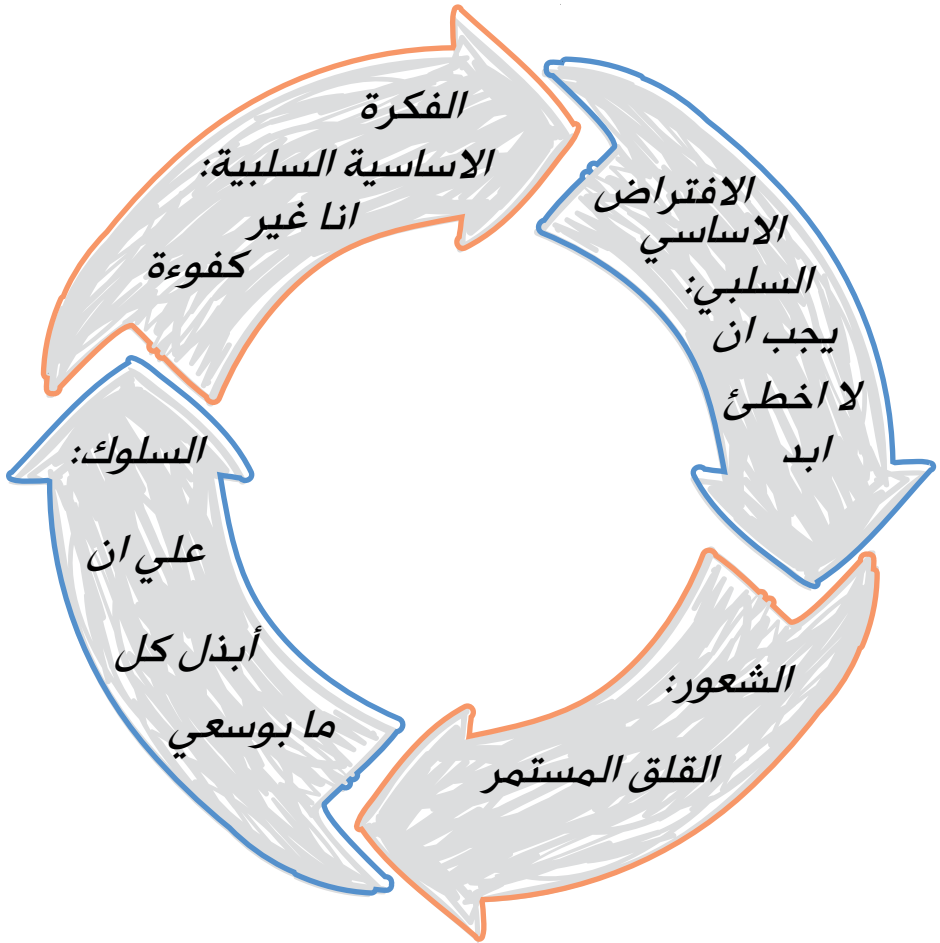 الفكرة
الاساسية السلبية:
انا غير
كفوءة
الافتراض
الاساسي
السلبي:
يجب ان
لا اخطئ
ابد
الشعور:
القلق المستمر
السلوك:
علي ان
أبذل كل
ما بوسعي